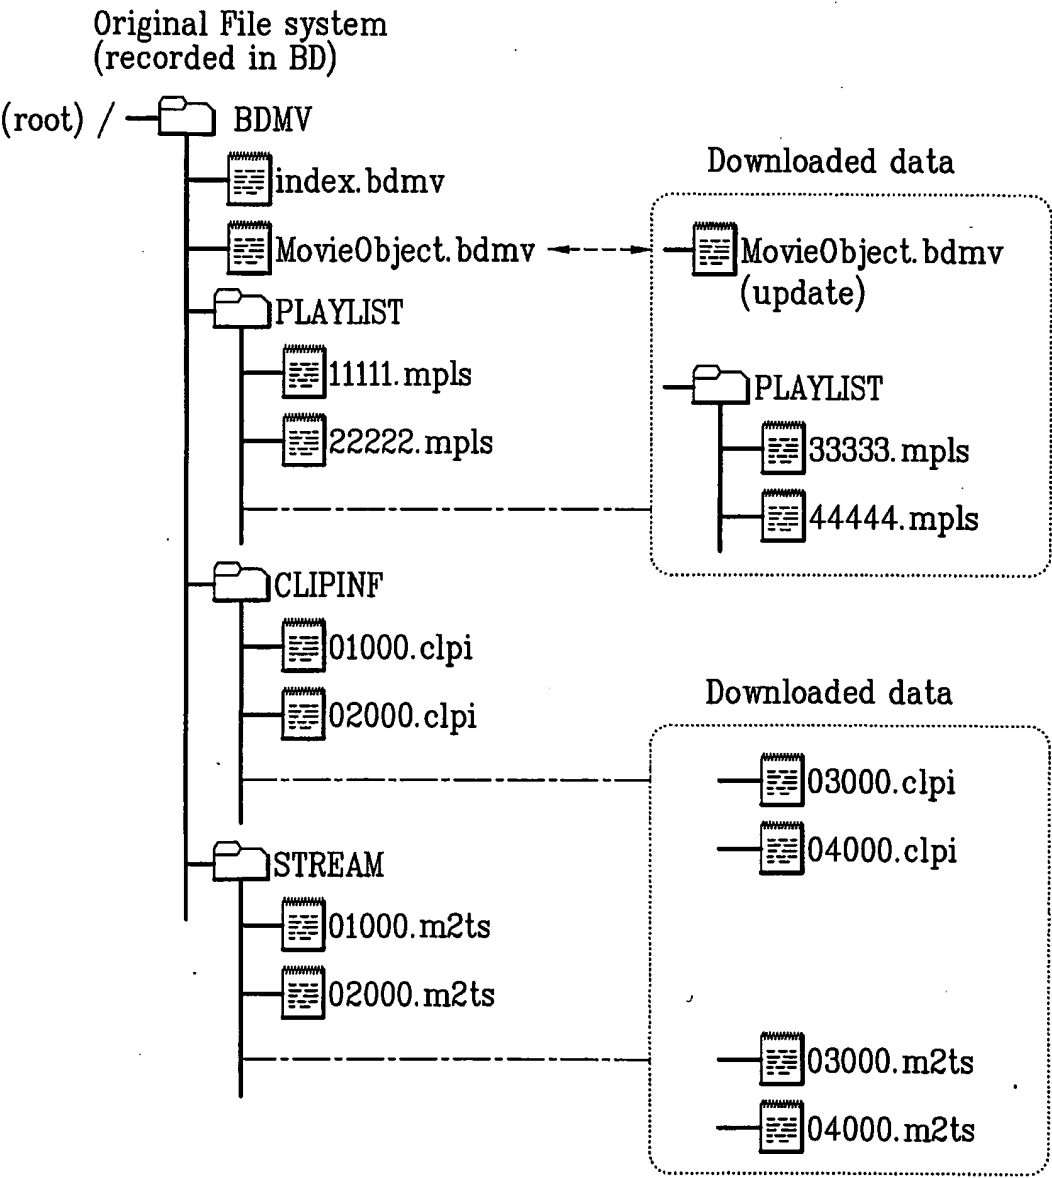 Original File system
(recorded in BD)
(root) / BDMV
index.bdmv
MovieObject.bdmv
PLAYLIST
11111.mpls
22222.mpls
CLIPINF
01000.clpi
02000.clpi
STREAM
01000.m2ts
02000.m2ts
Downloaded data
MovieObject.bdmv
(update)
PLAYLIST
33333.mpls
44444.mpls
Downloaded data
03000.clpi
04000.clpi
03000.m2ts
04000.m2ts